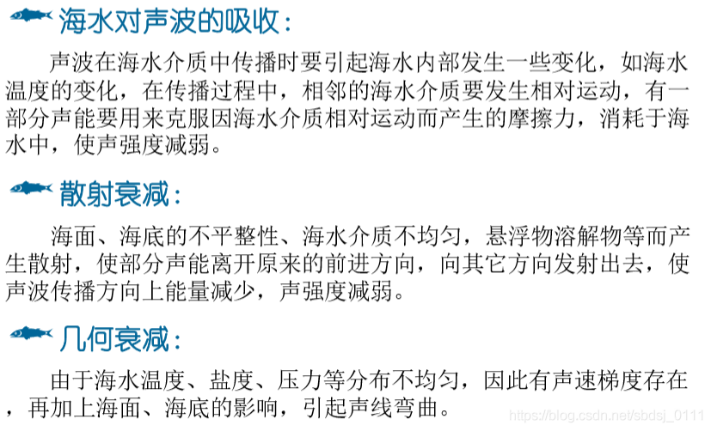 海水对声波的吸收：
声波在海水介质中传播时要引起海水内部发生一些变化，如海水
温度的变化，在传播过程中，相邻的海水介质要发生相对运动，有一
部分声能要用来克服因海水介质相对运动而产生的摩擦力，消耗于海
水中，使声强度减弱。
散射衰减：
海面、海底的不平整性、海水介质不均匀，悬浮物溶解物等而产
生散射，使部分声能离开原来的前进方向，向其它方向发射出去，使
声波传播方向上能量减少，声强度减弱。
几何衰减：
由于海水温度、盐度、压力等分布不均匀，因此有声速梯度存在
，再加上海面、海底的影响，引起声线弯曲。
https://blog.csdn.net/sbdsj_0111